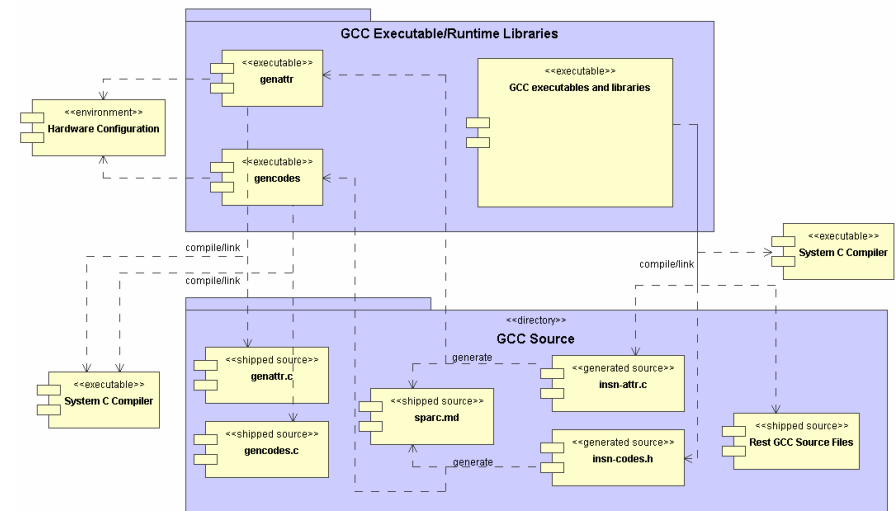 GCC Executable/Runtime Libraries
<<executable>>
genattr
<<executable>>
GCC executables and libraries
<<environment>>
Hardware Configuration
<<executable>>
gencodes
<<executable>>
System C Compiler
compile/link
compile/link
compile/link
<<directory>>
GCC Source
<<shipped source>>
genattr.c
generate
<<generated source>>
insn-attr.c
<<executable>>
System C Compiler
<<shipped source>>
sparc.md
<<shipped source>>
gencodes.c
<<generated source>>
insn-codes.h
<<shipped source>>
Rest GCC Source Files
generate